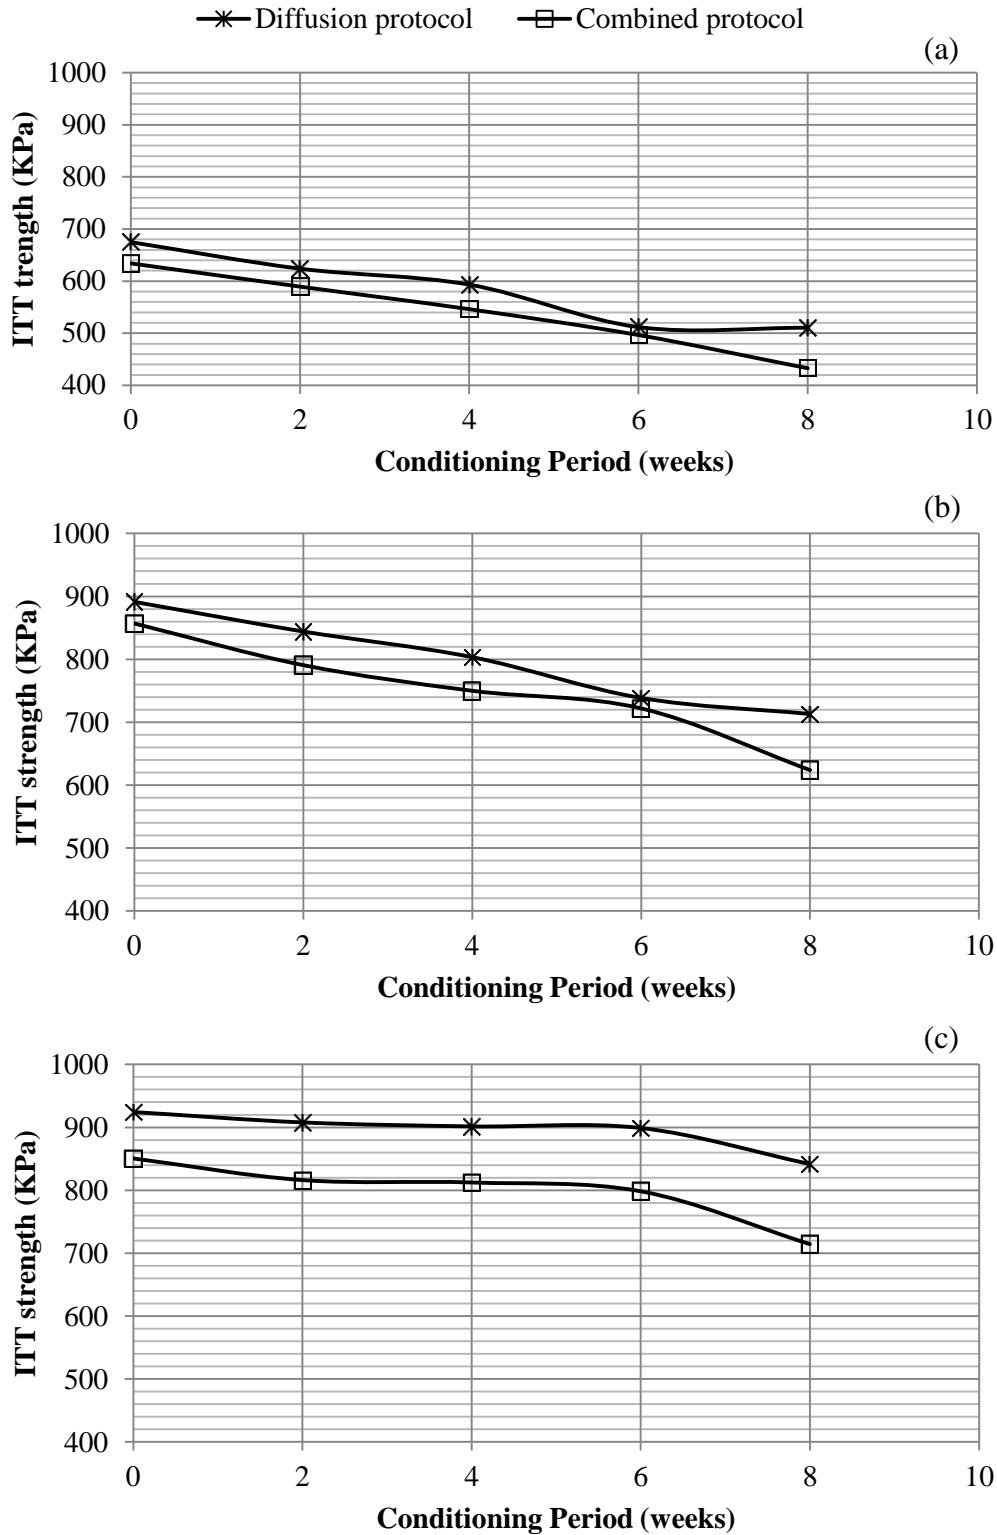 Diffusion protocol Combined protocol
(a)
1000
900
800
700
600
500
400
ITT trength (KPa)
0 2 4 6 8 10
Conditioning Period (weeks)
(b)
1000
900
800
700
600
500
400
ITT strength (KPa)
0 2 4 6 8 10
Conditioning Period (weeks)
(c)
1000
900
800
700
600
500
400
ITT strength (KPa)
0 2 4 6 8 10
Conditioning Period (weeks)